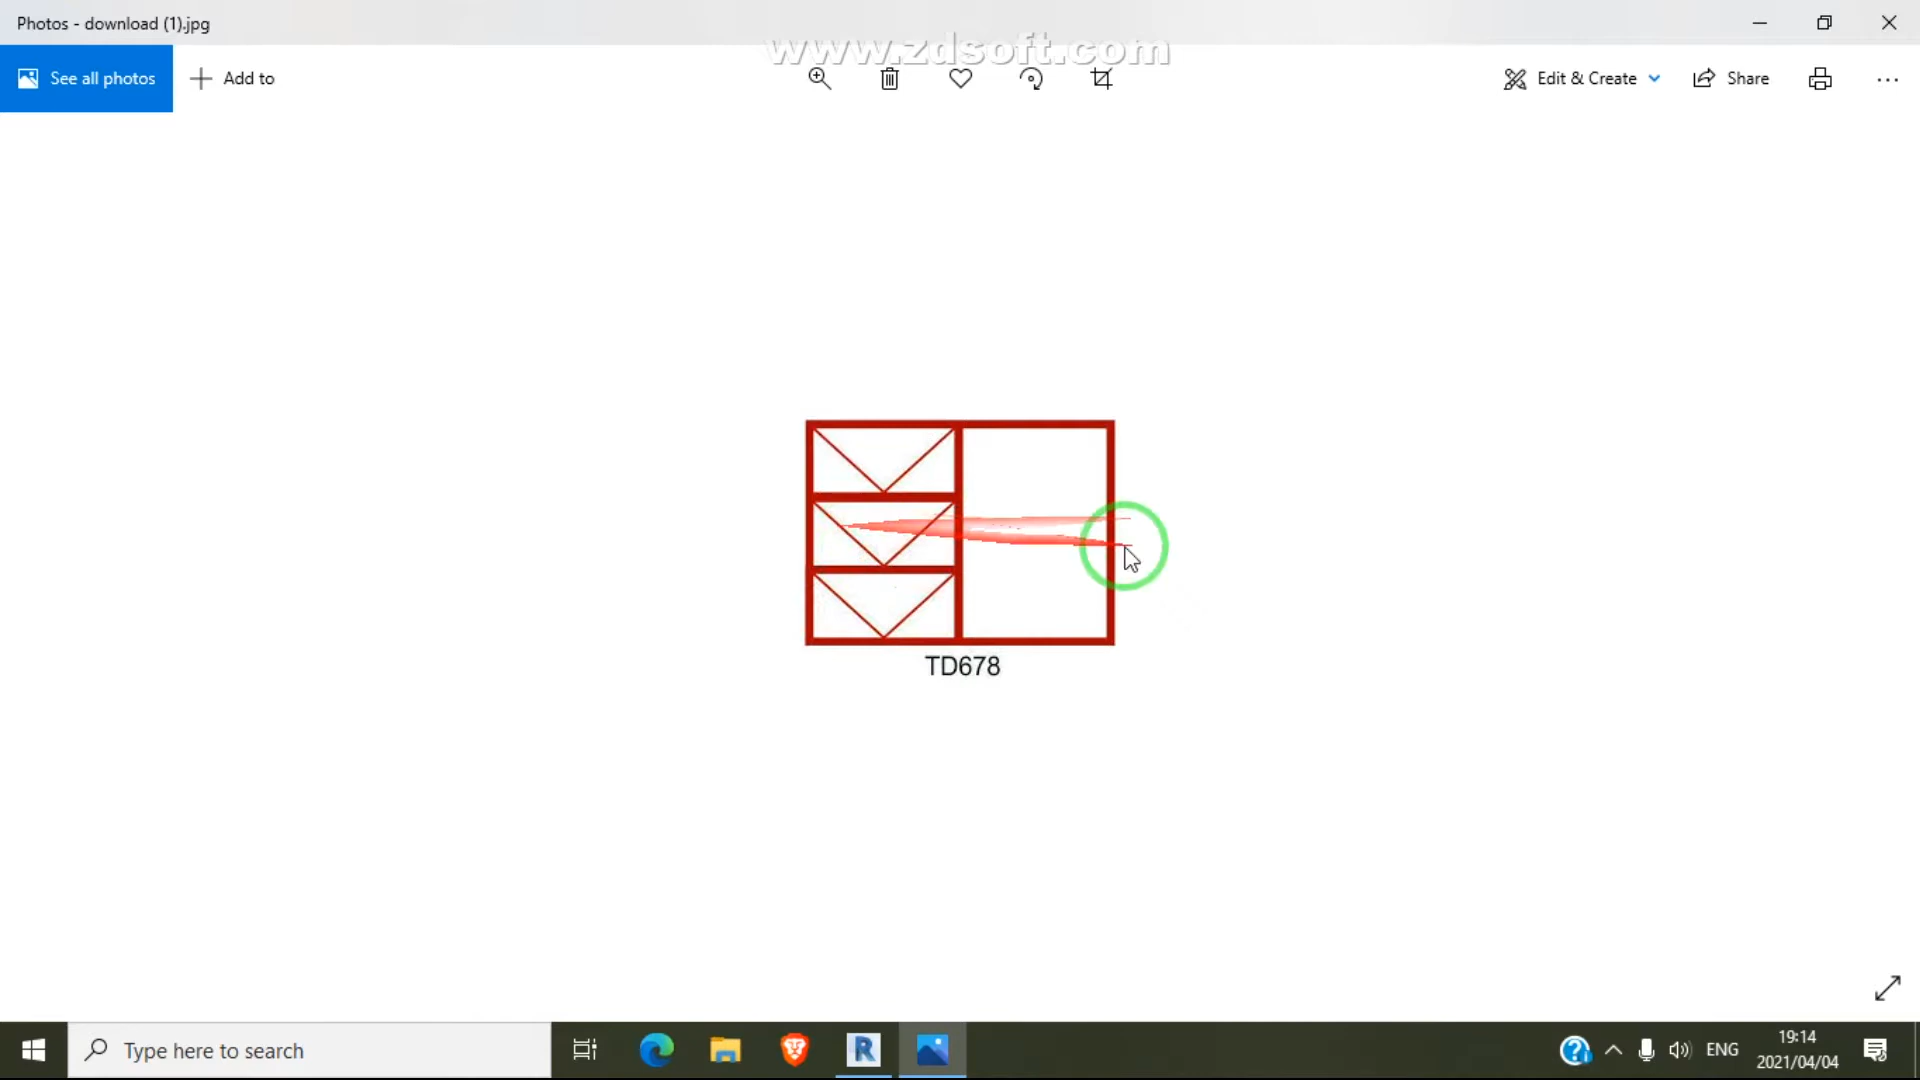 Photos - download (1).jpg
www.zdsoft.com
See all photos
Add to
Edit & Create
Share
TD678
Type here to search
R
ENG
19:14
2021/04/04